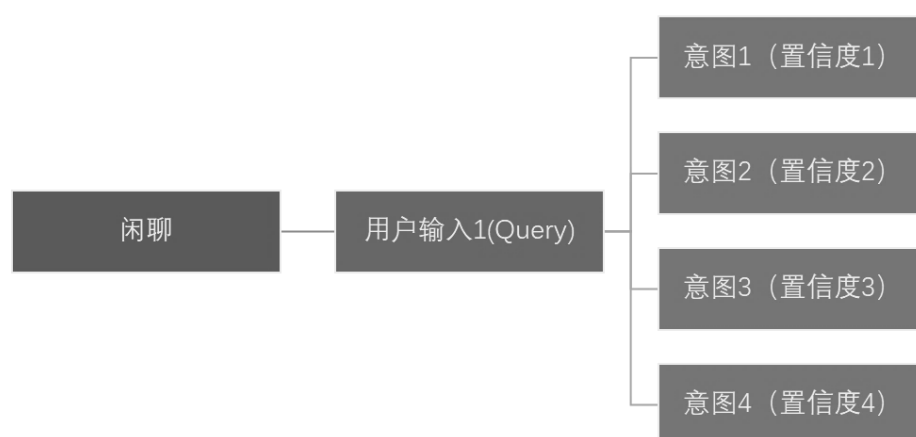 意图1（置信度1）
意图2（置信度2）
闲聊
用户输入1(Query)
意图3（置信度3）
意图4（置信度4）